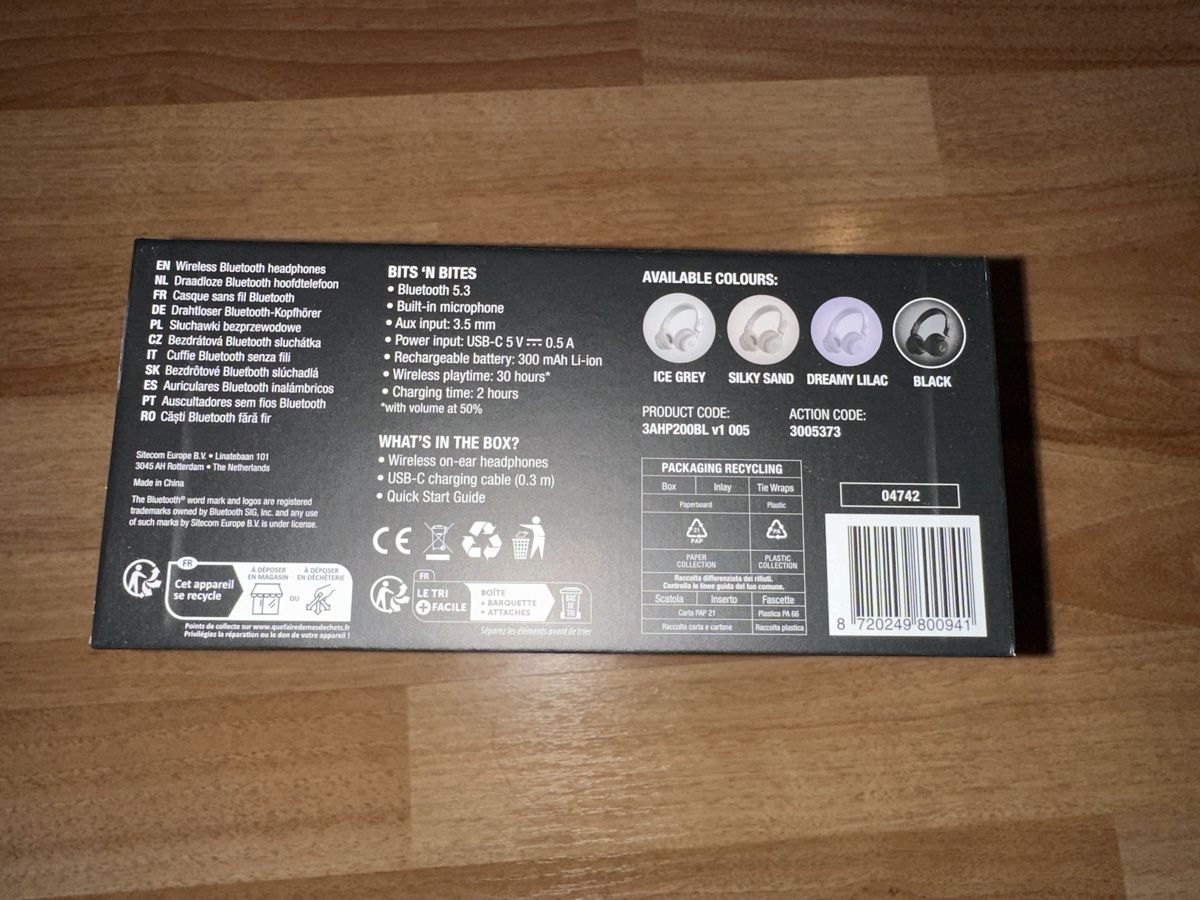 EN Wireless Bluetooth headphones
NL Draadloze Bluetooth hoofdtelefoon
FR Casque sans fil Bluetooth
DE Drahtloser Bluetooth-Kopfhörer
PL Słuchawki bezprzewodowe
CZ Bezdrátová Bluetooth sluchátka
IT Cuffie Bluetooth senza fili
SK Bezdrôtové Bluetooth slúchadlá
ES Auriculares Bluetooth inalámbricos
PT Auscultadores sem fios Bluetooth
RO Căști Bluetooth fără fir
Sitecom Europe B.V. • Linatebaan 101
3045 AH Rotterdam • The Netherlands
Made in China
The Bluetooth® word mark and logos are registered
trademarks owned by Bluetooth SIG, Inc. and any use
of such marks by Sitecom Europe B.V. is under license.
FR
Cet appareil
se recycle
À DÉPOSER
EN MAGASIN
OU
À DÉPOSER
EN DÉCHÈTERIE
Points de collecte sur www.quefairedemesdechets.fr
Privilégiez la réparation ou le don de votre appareil !
BITS 'N BITES
• Bluetooth 5.3
• Built-in microphone
• Aux input: 3.5 mm
• Power input: USB-C 5 V ⎓ 0.5 A
• Rechargeable battery: 300 mAh Li-ion
• Wireless playtime: 30 hours*
• Charging time: 2 hours
*with volume at 50%
WHAT'S IN THE BOX?
• Wireless on-ear headphones
• USB-C charging cable (0.3 m)
• Quick Start Guide
CE
FR
LE TRI
+ FACILE
BOÎTE
+ BARQUETTE
+ ATTACHES
BAC
DE
TRI
Séparez les éléments avant de trier
AVAILABLE COLOURS:
ICE GREY SILKY SAND DREAMY LILAC BLACK
PRODUCT CODE:
3AHP200BL v1 005
ACTION CODE:
3005373
PACKAGING RECYCLING
Box Inlay Tie Wraps
Paperboard Plastic
21
PAP
PA
PAPER
COLLECTION
PLASTIC
COLLECTION
Raccolta differenziata dei rifiuti.
Controlla le linee guida del tuo comune.
Scatola Inserto Fascette
Carta PAP 21 Plastica PA 66
Raccolta carta e cartone Raccolta plastica
04742
8 720249 800941